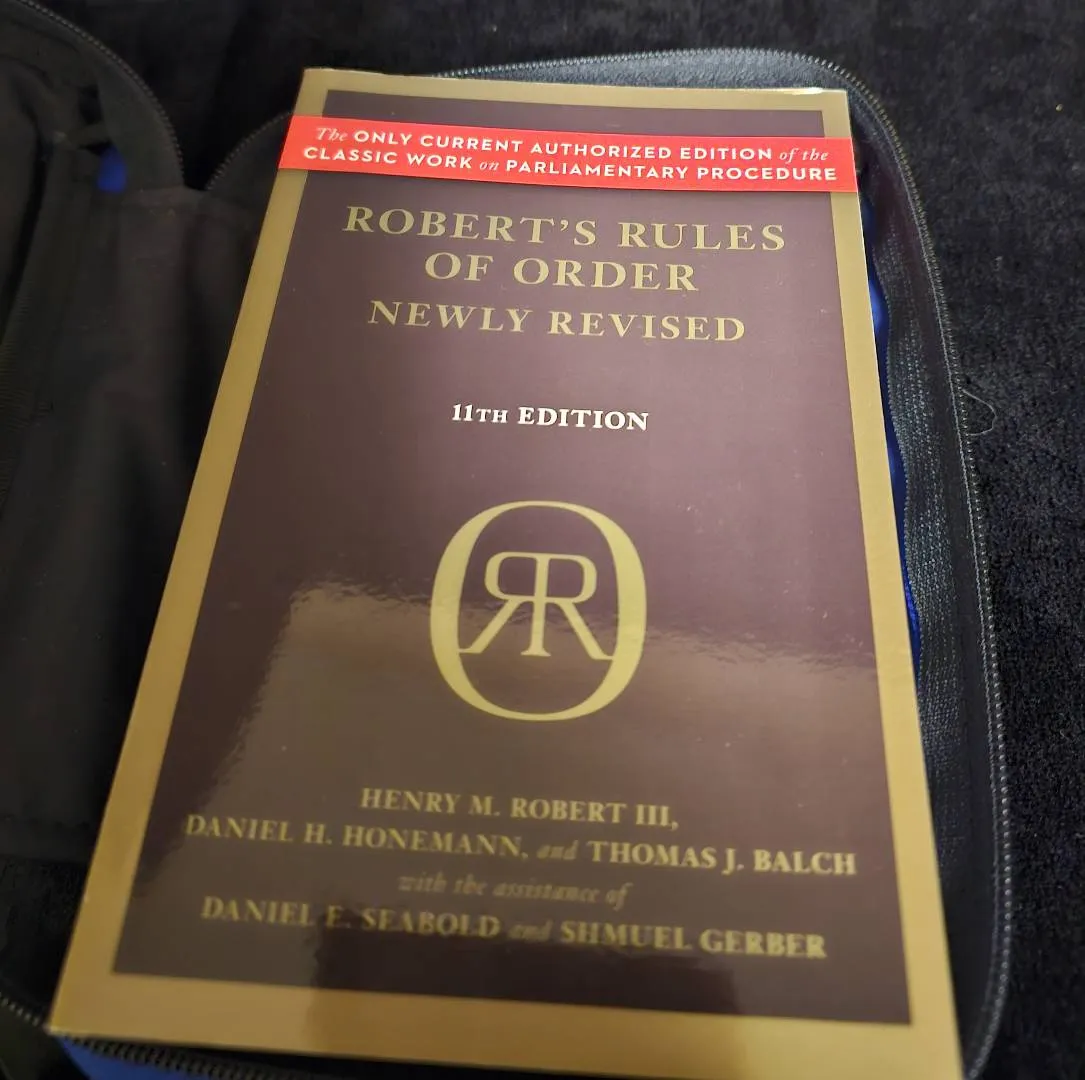 The ONLY CURRENT AUTHORIZED EDITION of the
CLASSIC WORK on PARLIAMENTARY PROCEDURE
ROBERT'S RULES
OF ORDER
NEWLY REVISED
11TH EDITION
RRO
HENRY M. ROBERT III,
DANIEL H. HONEMANN, and THOMAS J. BALCH
with the assistance of
DANIEL E. SEABOLD and SHMUEL GERBER